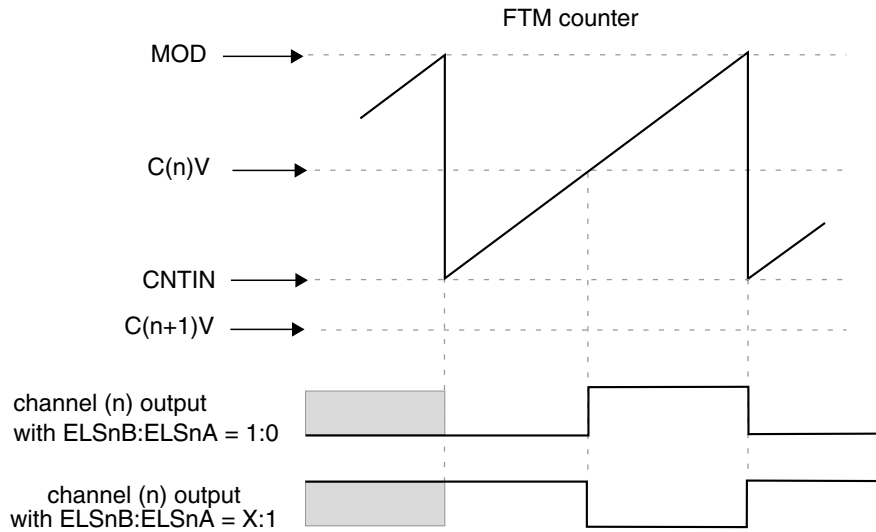 FTM counter
MOD
C(n)V
CNTIN
C(n+1)V
channel (n) output
with ELSnB:ELSnA = 1:0
channel (n) output
with ELSnB:ELSnA = X:1